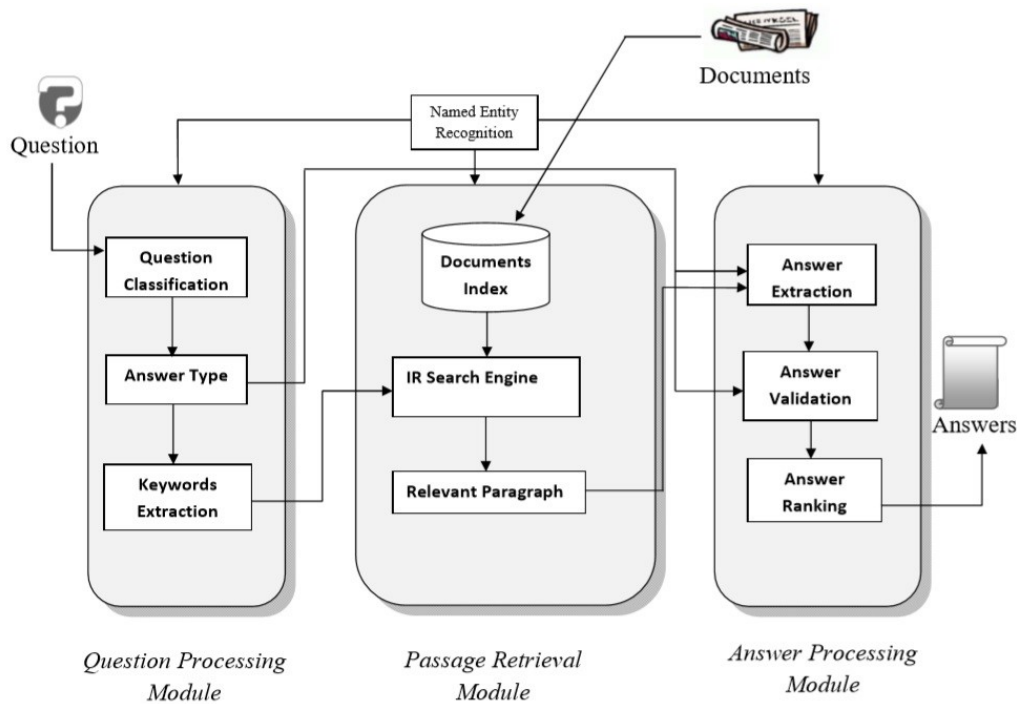 Documents
Question
Named Entity
Recognition
Question
Classification
Answer Type
Keywords
Extraction
Documents
Index
IR Search Engine
Relevant Paragraph
Answer
Extraction
Answer
Validation
Answer
Ranking
Answers
Question Processing
Module
Passage Retrieval
Module
Answer Processing
Module